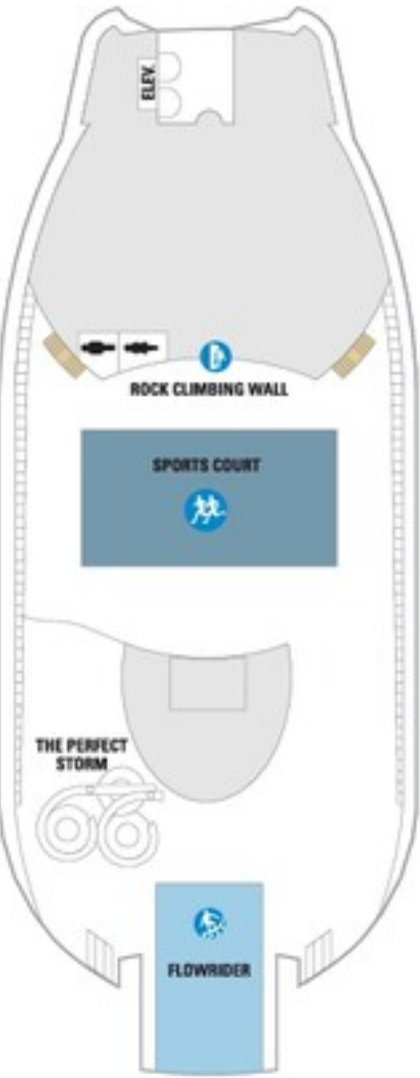 ELEV.
ROCK CLIMBING WALL
SPORTS COURT
THE PERFECT
STORM
FLOWRIDER